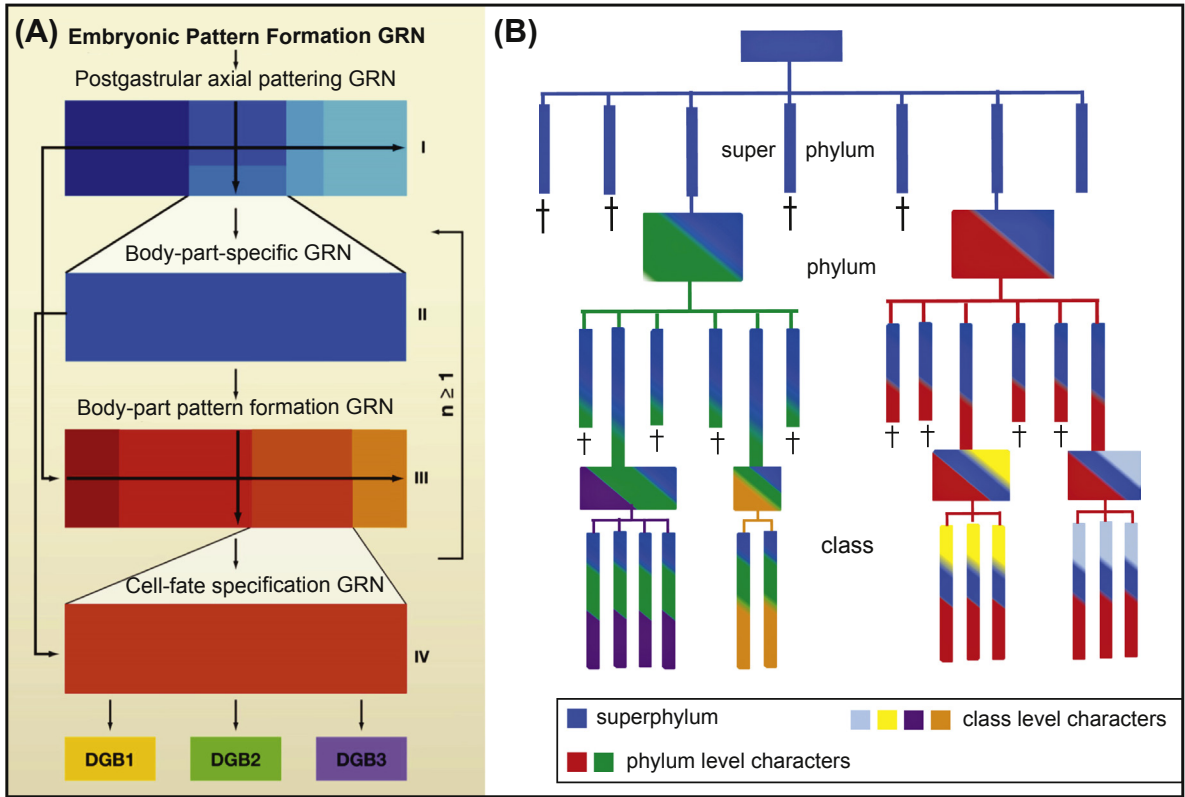 (A) Embryonic Pattern Formation GRN
Postgastrular axial pattering GRN
I
Body-part-specific GRN
II
n ≥ 1
Body-part pattern formation GRN
III
Cell-fate specification GRN
IV
DGB1 DGB2 DGB3
(B)
super phylum
† † † †
phylum
† † † † † † † †
class
superphylum
class level characters
phylum level characters